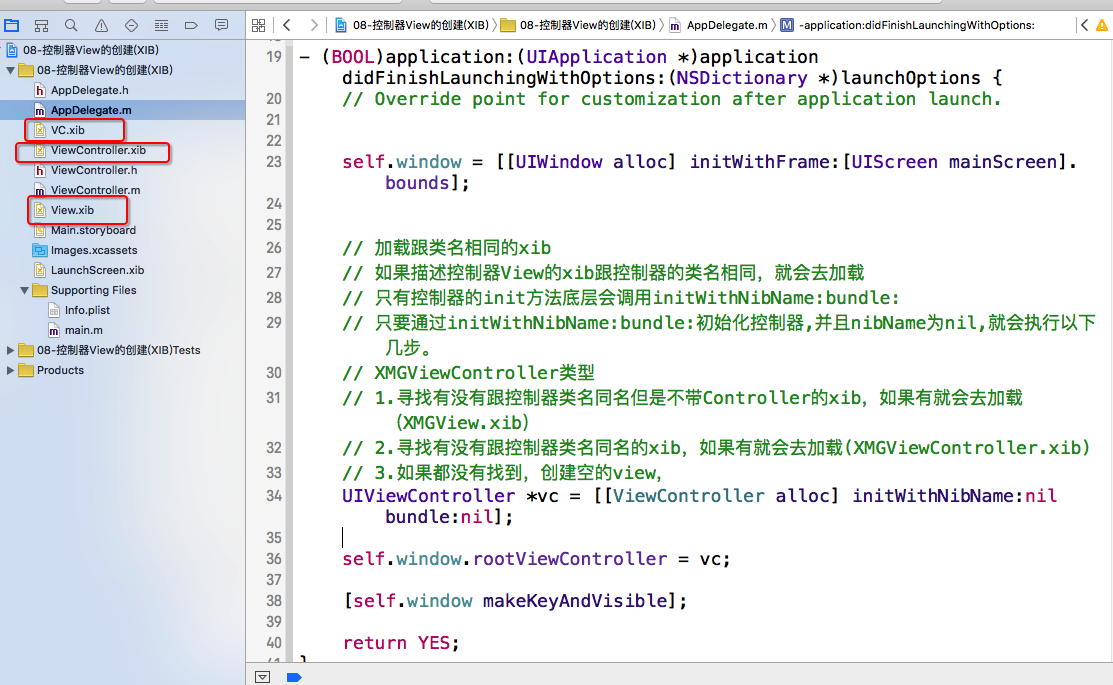 08-控制器View的创建(XIB)
08-控制器View的创建(XIB)
AppDelegate.m
-application:didFinishLaunchingWithOptions:
08-控制器View的创建(XIB)
08-控制器View的创建(XIB)
AppDelegate.h
AppDelegate.m
VC.xib
ViewController.xib
ViewController.h
ViewController.m
View.xib
Main.storyboard
Images.xcassets
LaunchScreen.xib
Supporting Files
Info.plist
main.m
08-控制器View的创建(XIB)Tests
Products
19 - (BOOL)application:(UIApplication *)application
didFinishLaunchingWithOptions:(NSDictionary *)launchOptions {
20 // Override point for customization after application launch.
21
22
23 self.window = [[UIWindow alloc] initWithFrame:[UIScreen mainScreen].
bounds];
24
25
26 // 加载跟类名相同的xib
27 // 如果描述控制器View的xib跟控制器的类名相同，就会去加载
28 // 只有控制器的init方法底层会调用initWithNibName:bundle:
29 // 只要通过initWithNibName:bundle:初始化控制器,并且nibName为nil,就会执行以下
几步。
30 // XMGViewController类型
31 // 1.寻找有没有跟控制器类名同名但是不带Controller的xib，如果有就会去加载
（XMGView.xib）
32 // 2.寻找有没有跟控制器类名同名的xib，如果有就会去加载(XMGViewController.xib)
33 // 3.如果都没有找到，创建空的view，
34 UIViewController *vc = [[ViewController alloc] initWithNibName:nil
bundle:nil];
35
36 self.window.rootViewController = vc;
37
38 [self.window makeKeyAndVisible];
39
40 return YES;
41 }